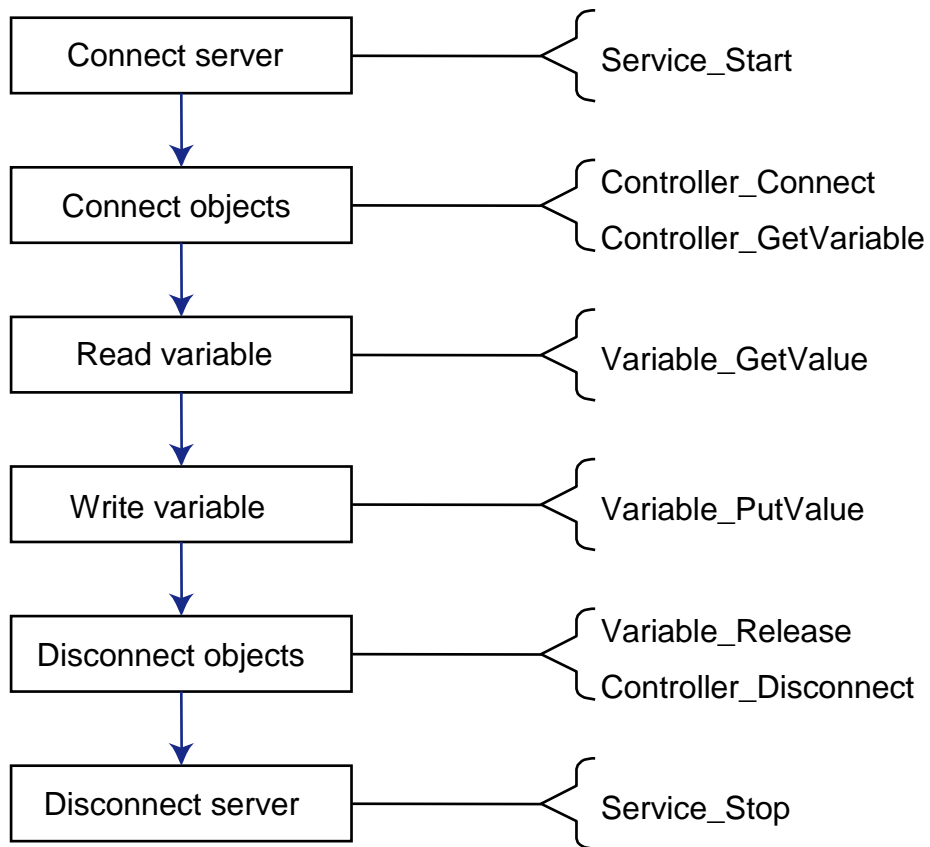 Connect server
Service_Start
Connect objects
Controller_Connect
Controller_GetVariable
Read variable
Variable_GetValue
Write variable
Variable_PutValue
Disconnect objects
Variable_Release
Controller_Disconnect
Disconnect server
Service_Stop